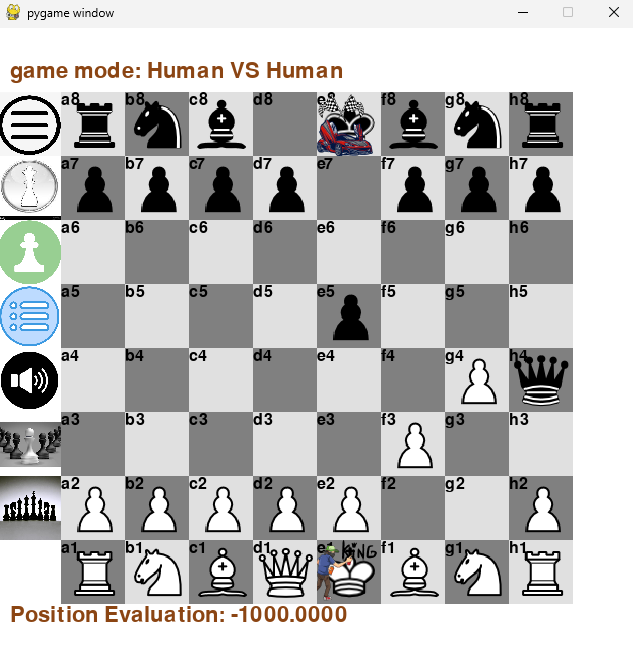 pygame window
game mode: Human VS Human
a8 b8 c8 d8 e8 f8 g8 h8
a7 b7 c7 d7 e7 f7 g7 h7
a6 b6 c6 d6 e6 f6 g6 h6
a5 b5 c5 d5 e5 f5 g5 h5
a4 b4 c4 d4 e4 f4 g4 h4
a3 b3 c3 d3 e3 f3 g3 h3
a2 b2 c2 d2 e2 f2 g2 h2
a1 b1 c1 d1 e1 KING f1 g1 h1
Position Evaluation: -1000.0000